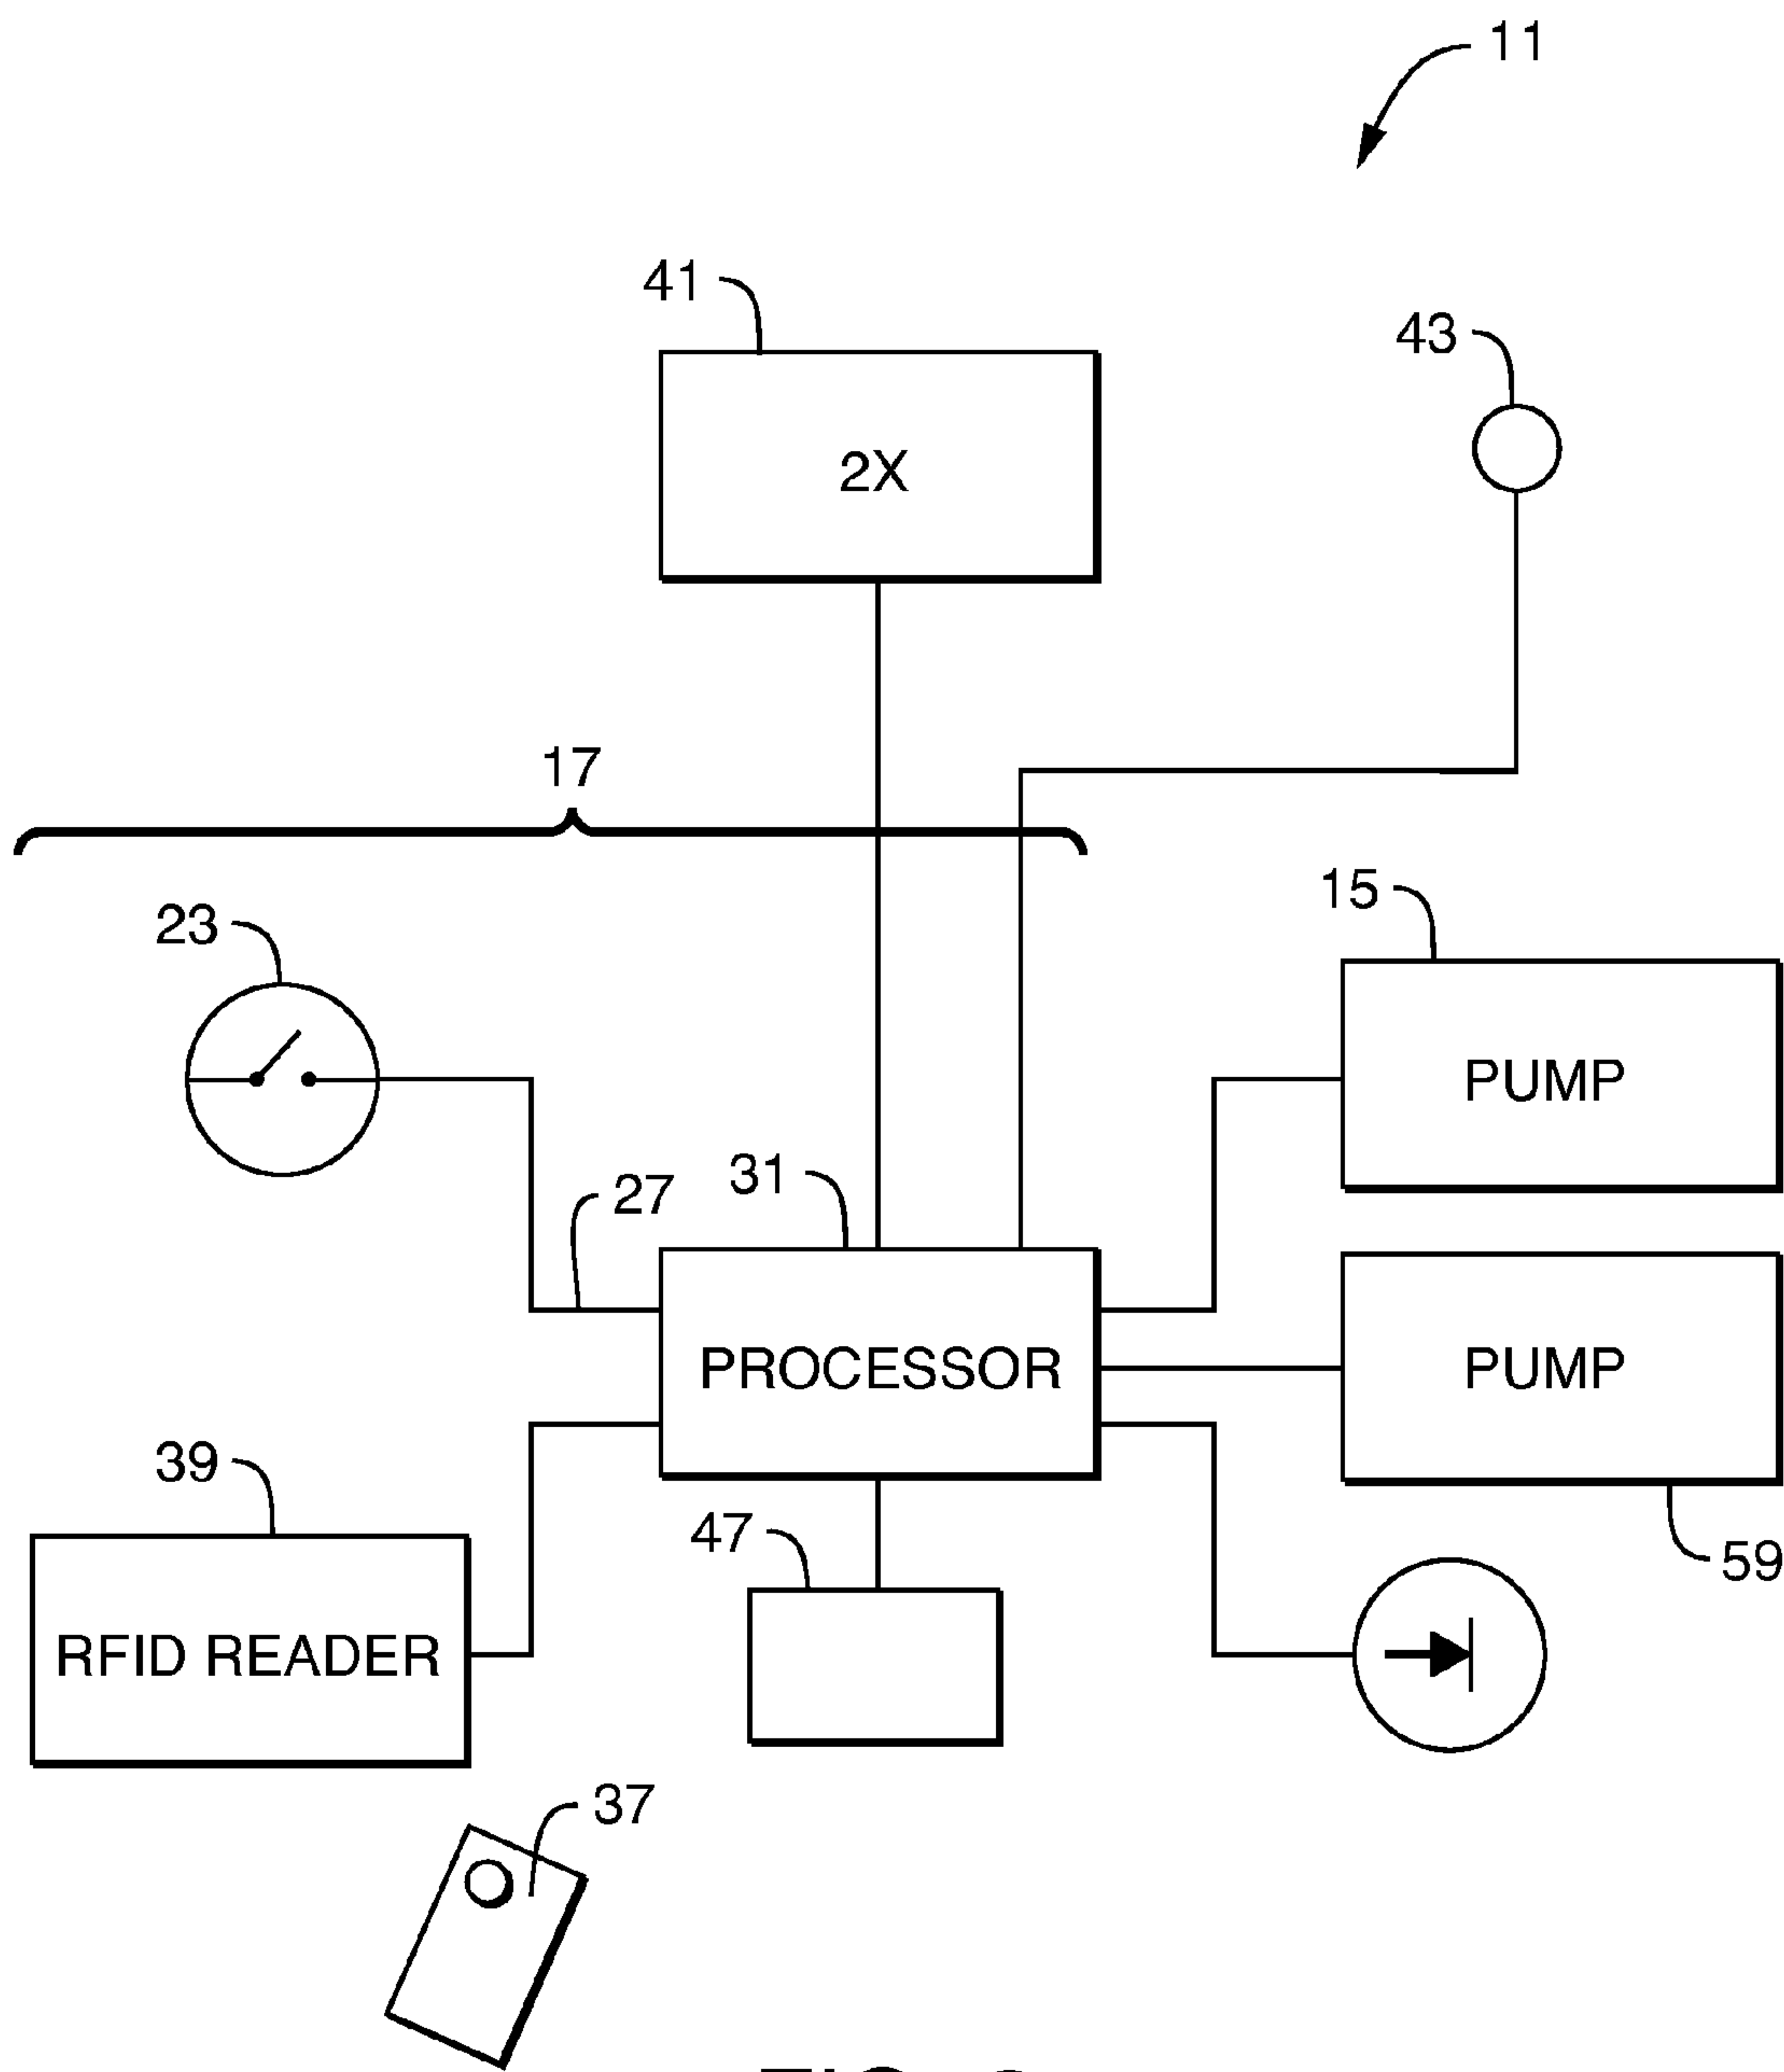 11
41
43
2X
17
15
23
PUMP
31
27
PROCESSOR
PUMP
39
47
59
RFID READER
37